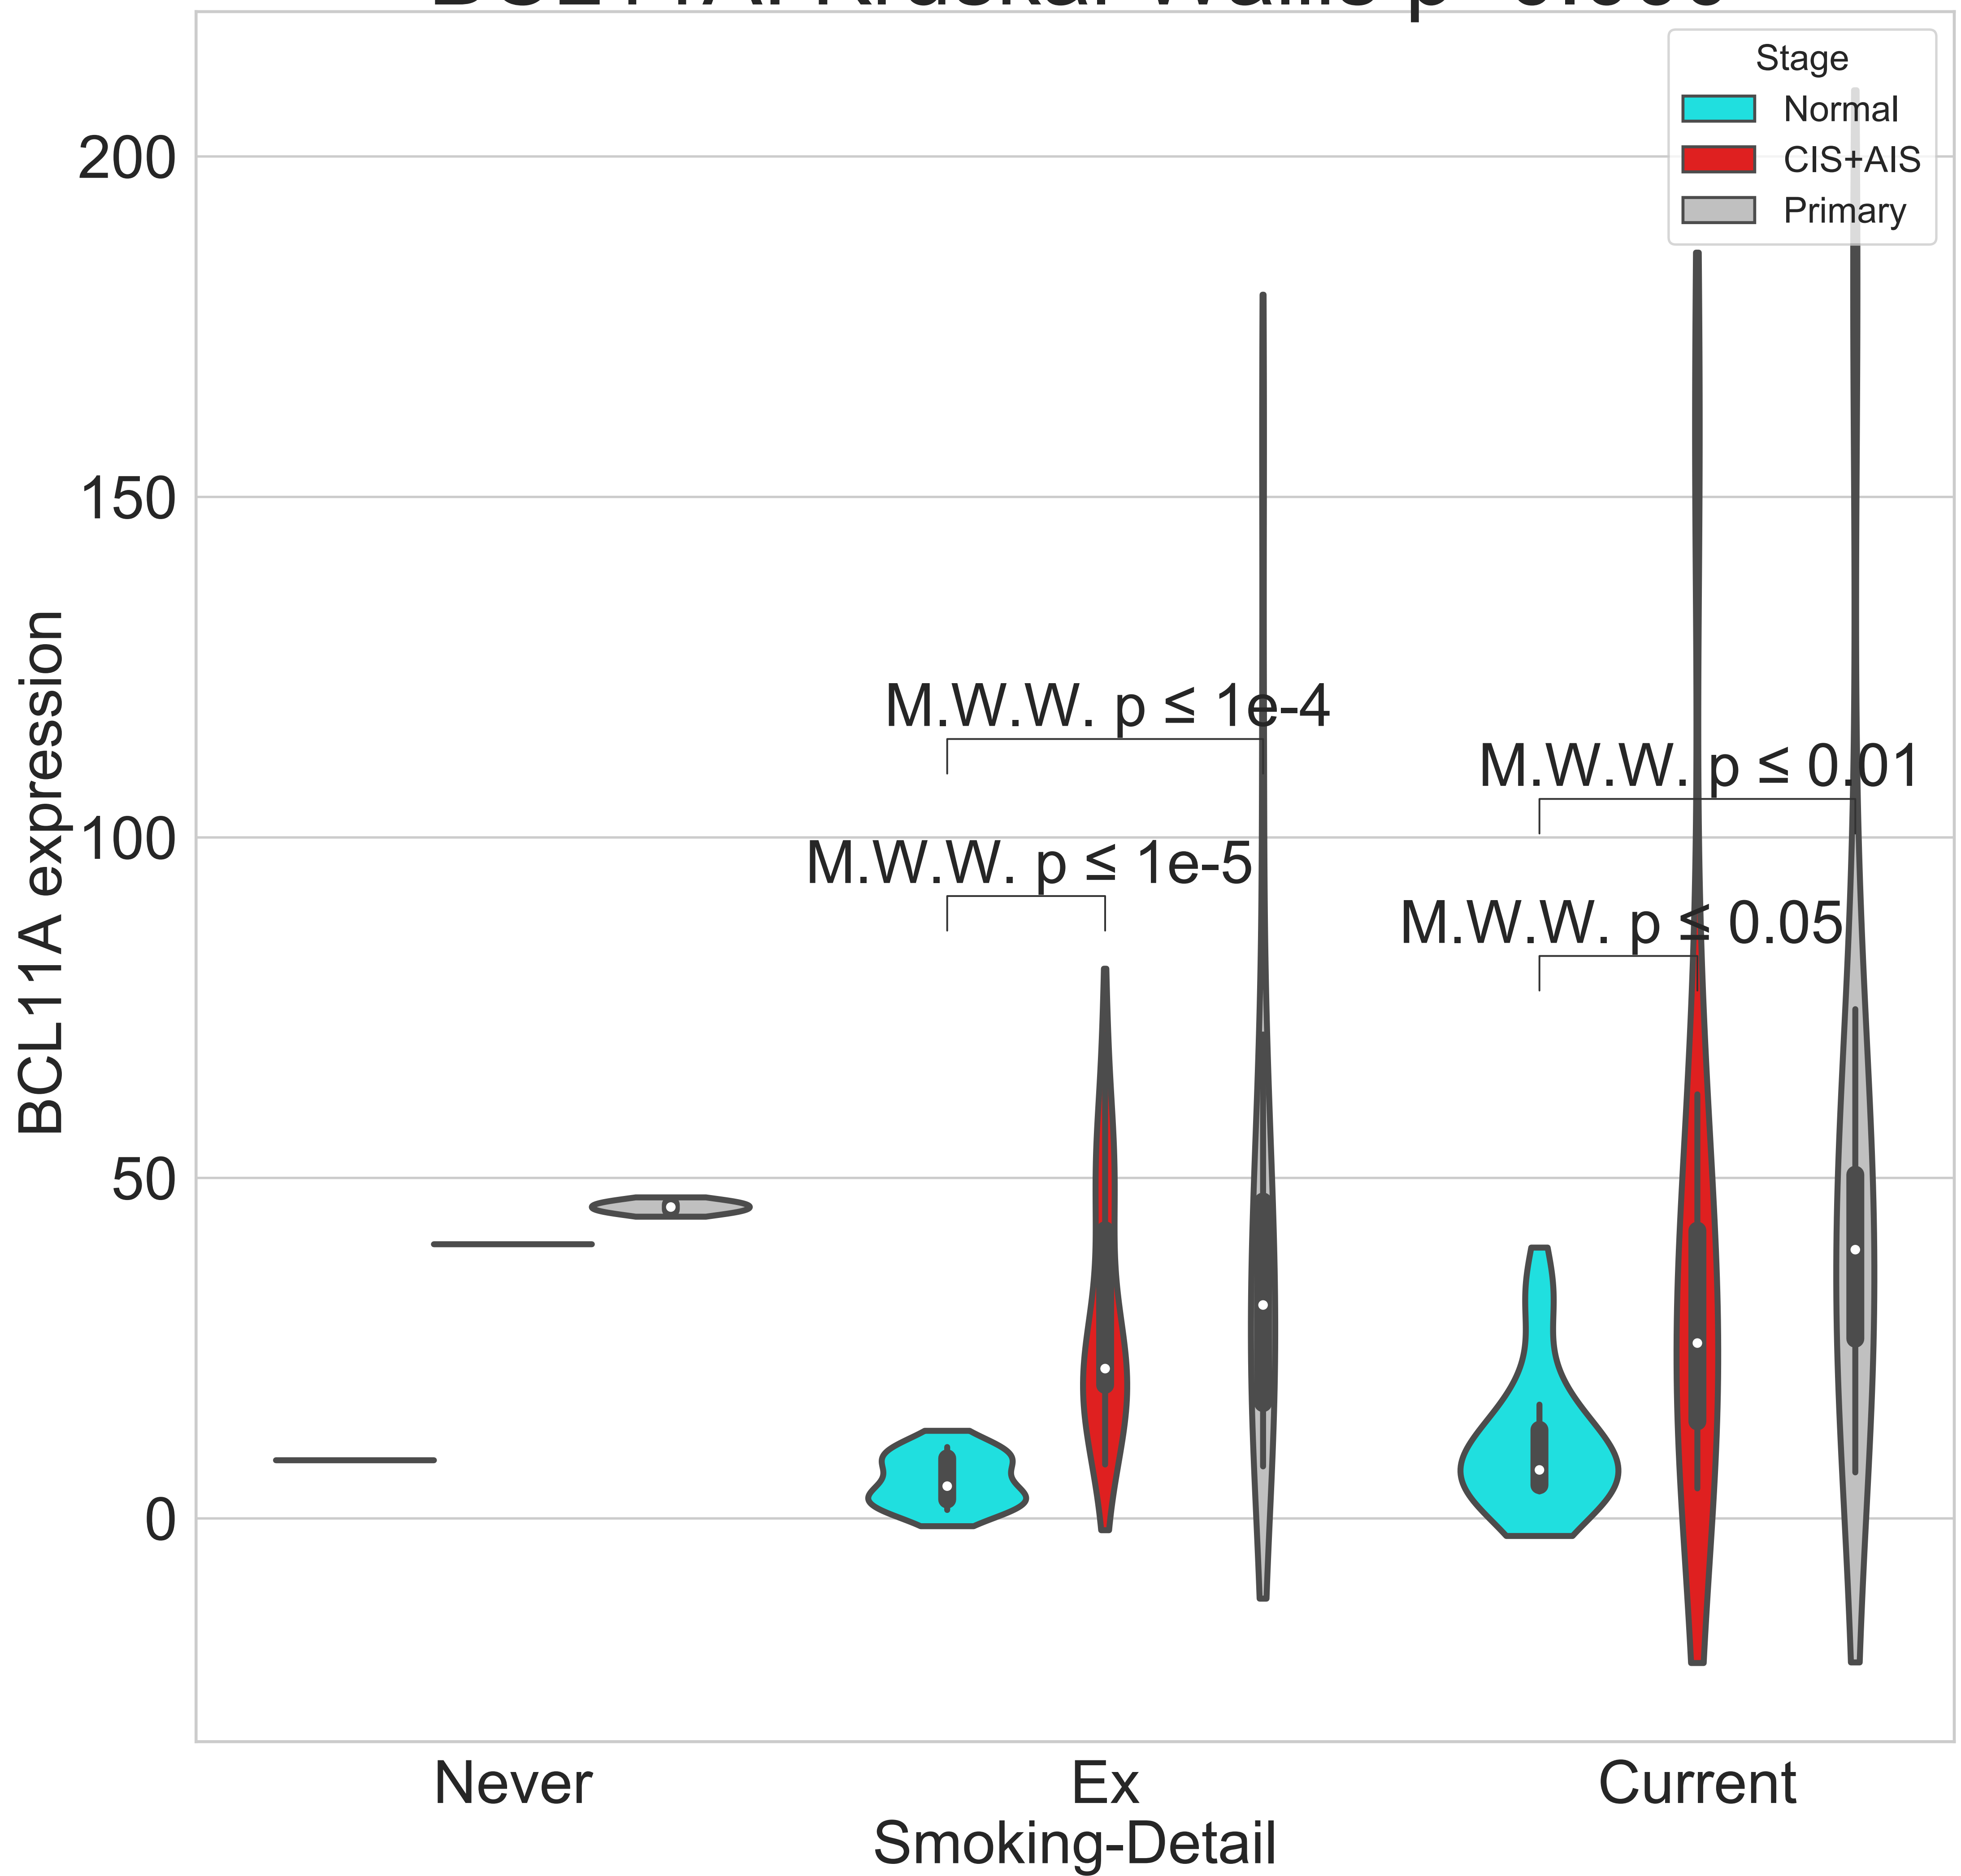 Stage
Normal
CIS+AIS
Primary
200
150
100
50
0
BCL11A expression
M.W.W. p ≤ 1e-4
M.W.W. p ≤ 0.01
M.W.W. p ≤ 1e-5
M.W.W. p ≤ 0.05
Never
Ex
Current
Smoking-Detail